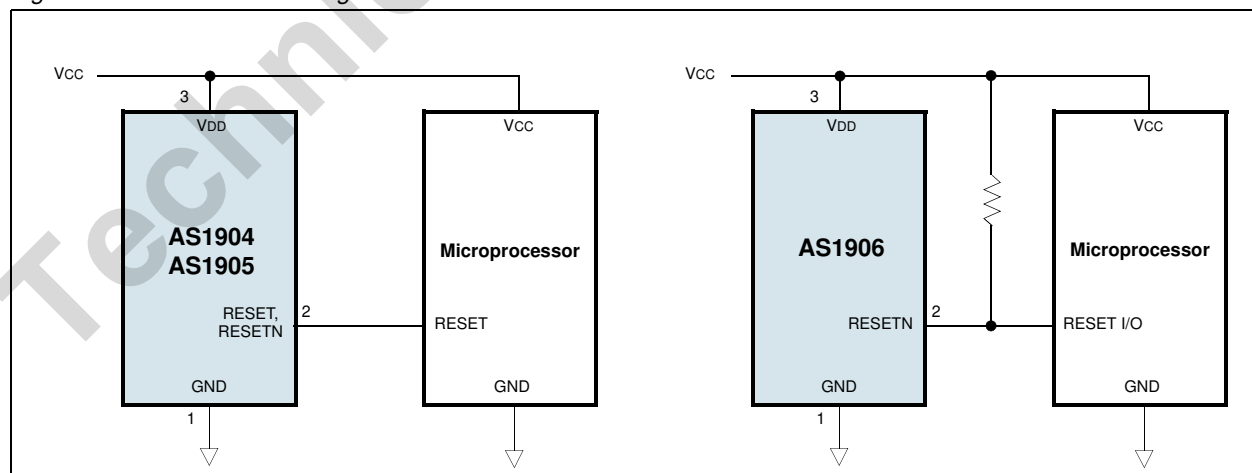 Technic
VCC
3
VDD
AS1904
AS1905
RESET,
RESETN
2
GND
1
VCC
Microprocessor
RESET
GND
VCC
3
VDD
AS1906
RESETN
2
GND
1
VCC
Microprocessor
RESET I/O
GND